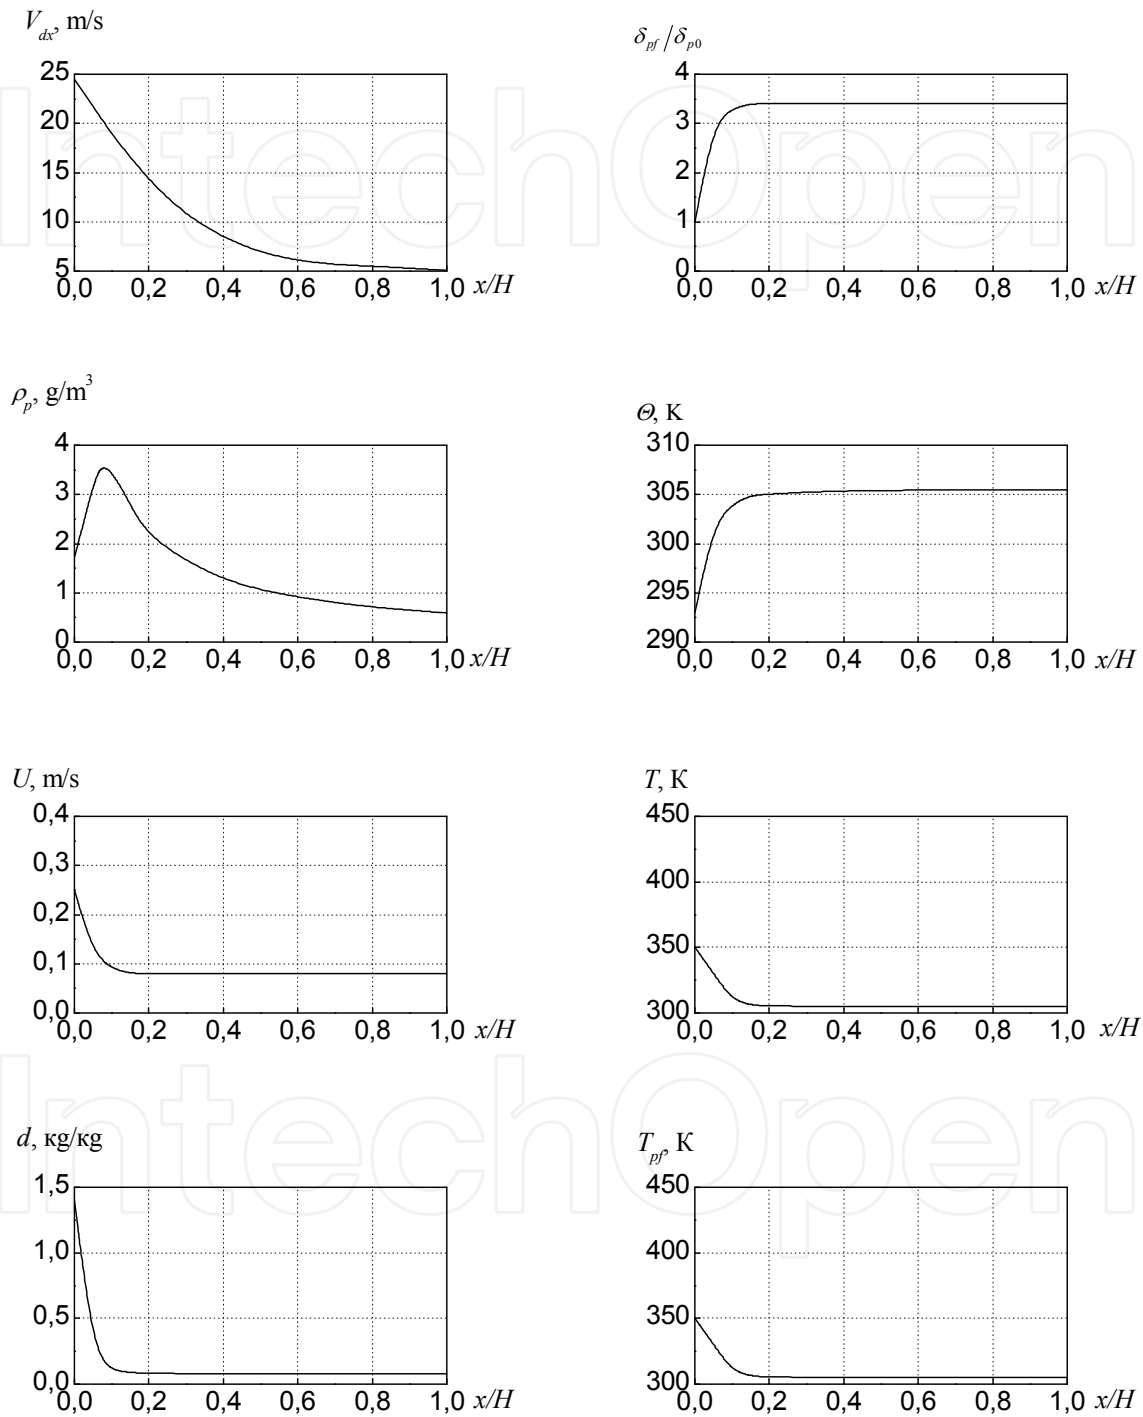 V_dx, m/s
25
20
15
10
5
0,0 0,2 0,4 0,6 0,8 1,0 x/H
δ_pf/δ_p0
4
3
2
1
0
0,0 0,2 0,4 0,6 0,8 1,0 x/H
ρ_p, g/m³
4
3
2
1
0
0,0 0,2 0,4 0,6 0,8 1,0 x/H
Θ, K
310
305
300
295
290
0,0 0,2 0,4 0,6 0,8 1,0 x/H
U, m/s
0,4
0,3
0,2
0,1
0,0
0,0 0,2 0,4 0,6 0,8 1,0 x/H
T, K
450
400
350
300
0,0 0,2 0,4 0,6 0,8 1,0 x/H
d, кg/кg
1,5
1,0
0,5
0,0
0,0 0,2 0,4 0,6 0,8 1,0 x/H
T_pf, K
450
400
350
300
0,0 0,2 0,4 0,6 0,8 1,0 x/H
IntechOpen
IntechOpen